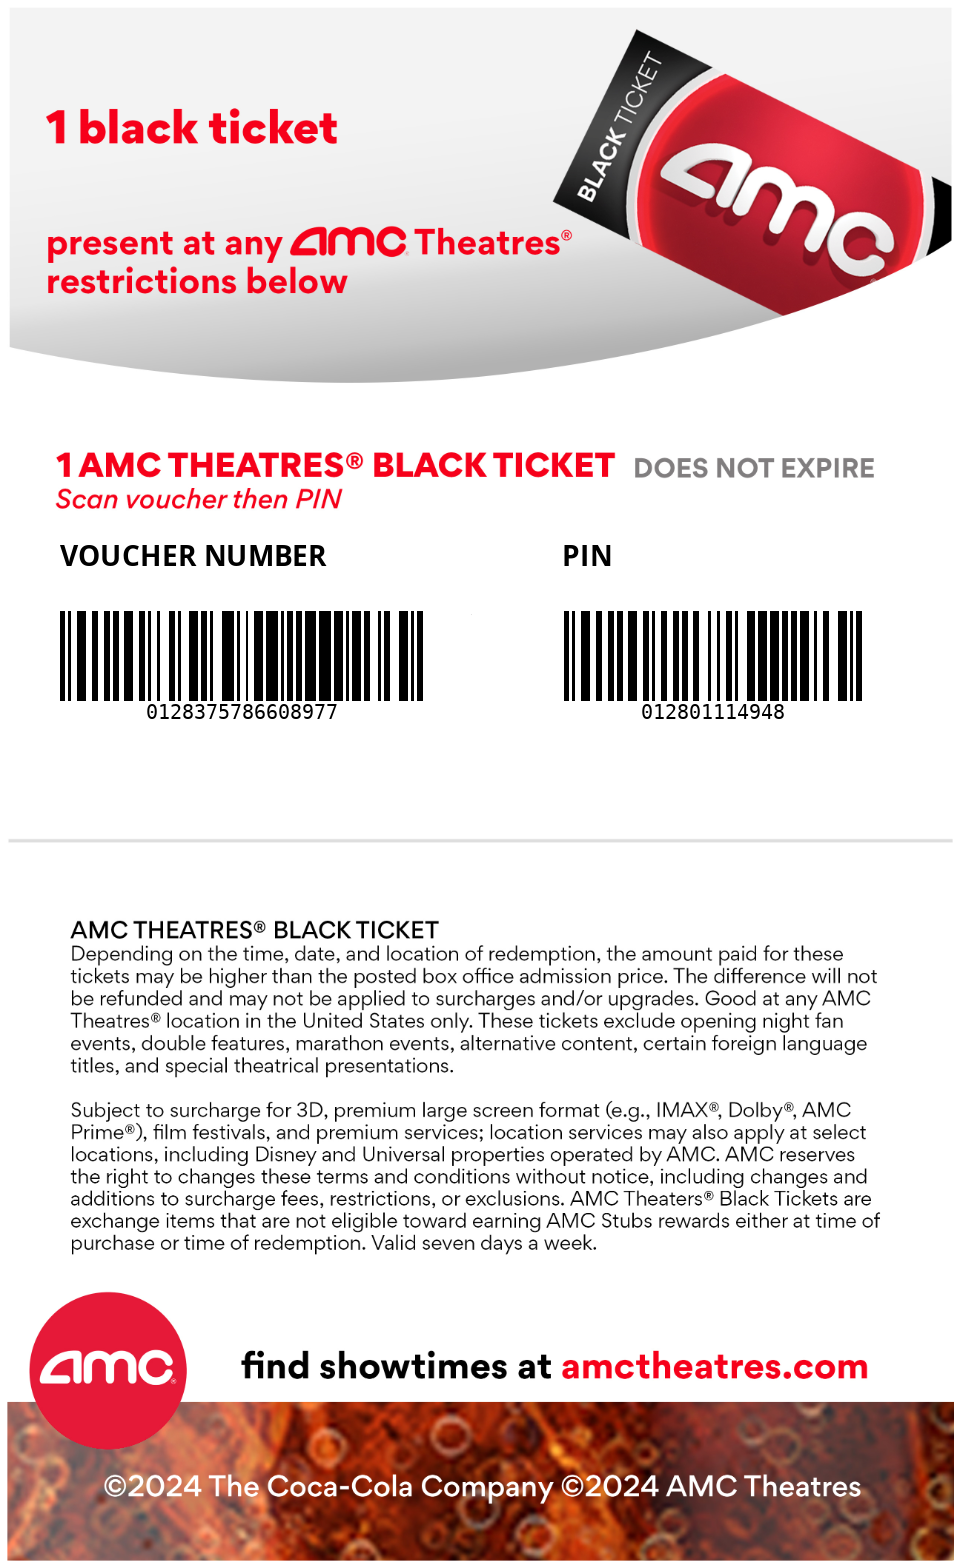 1 black ticket
BLACK TICKET
amc
present at any amc Theatres®
restrictions below
1 AMC THEATRES® BLACK TICKET DOES NOT EXPIRE
Scan voucher then PIN
VOUCHER NUMBER PIN
0128375786608977 012801114948
AMC THEATRES® BLACK TICKET
Depending on the time, date, and location of redemption, the amount paid for these
tickets may be higher than the posted box office admission price. The difference will not
be refunded and may not be applied to surcharges and/or upgrades. Good at any AMC
Theatres® location in the United States only. These tickets exclude opening night fan
events, double features, marathon events, alternative content, certain foreign language
titles, and special theatrical presentations.
Subject to surcharge for 3D, premium large screen format (e.g., IMAX®, Dolby®, AMC
Prime®), film festivals, and premium services; location services may also apply at select
locations, including Disney and Universal properties operated by AMC. AMC reserves
the right to changes these terms and conditions without notice, including changes and
additions to surcharge fees, restrictions, or exclusions. AMC Theaters® Black Tickets are
exchange items that are not eligible toward earning AMC Stubs rewards either at time of
purchase or time of redemption. Valid seven days a week.
amc®
find showtimes at amctheatres.com
©2024 The Coca-Cola Company ©2024 AMC Theatres